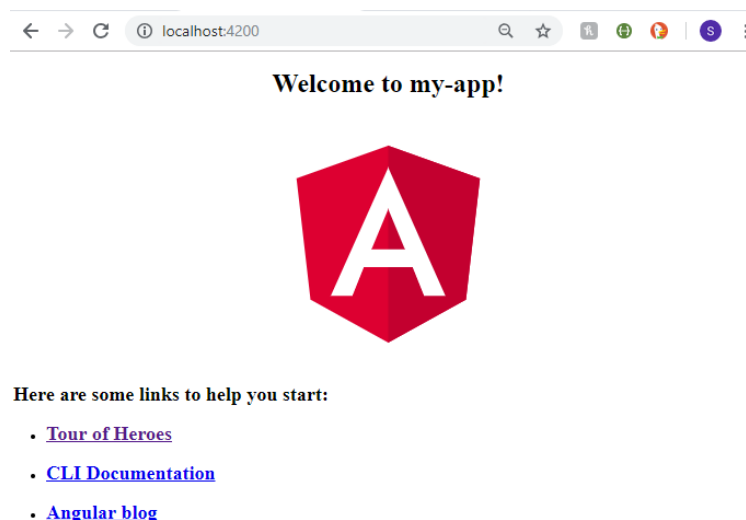 localhost:4200
S
Welcome to my-app!
A
Here are some links to help you start:
Tour of Heroes
CLI Documentation
Angular blog